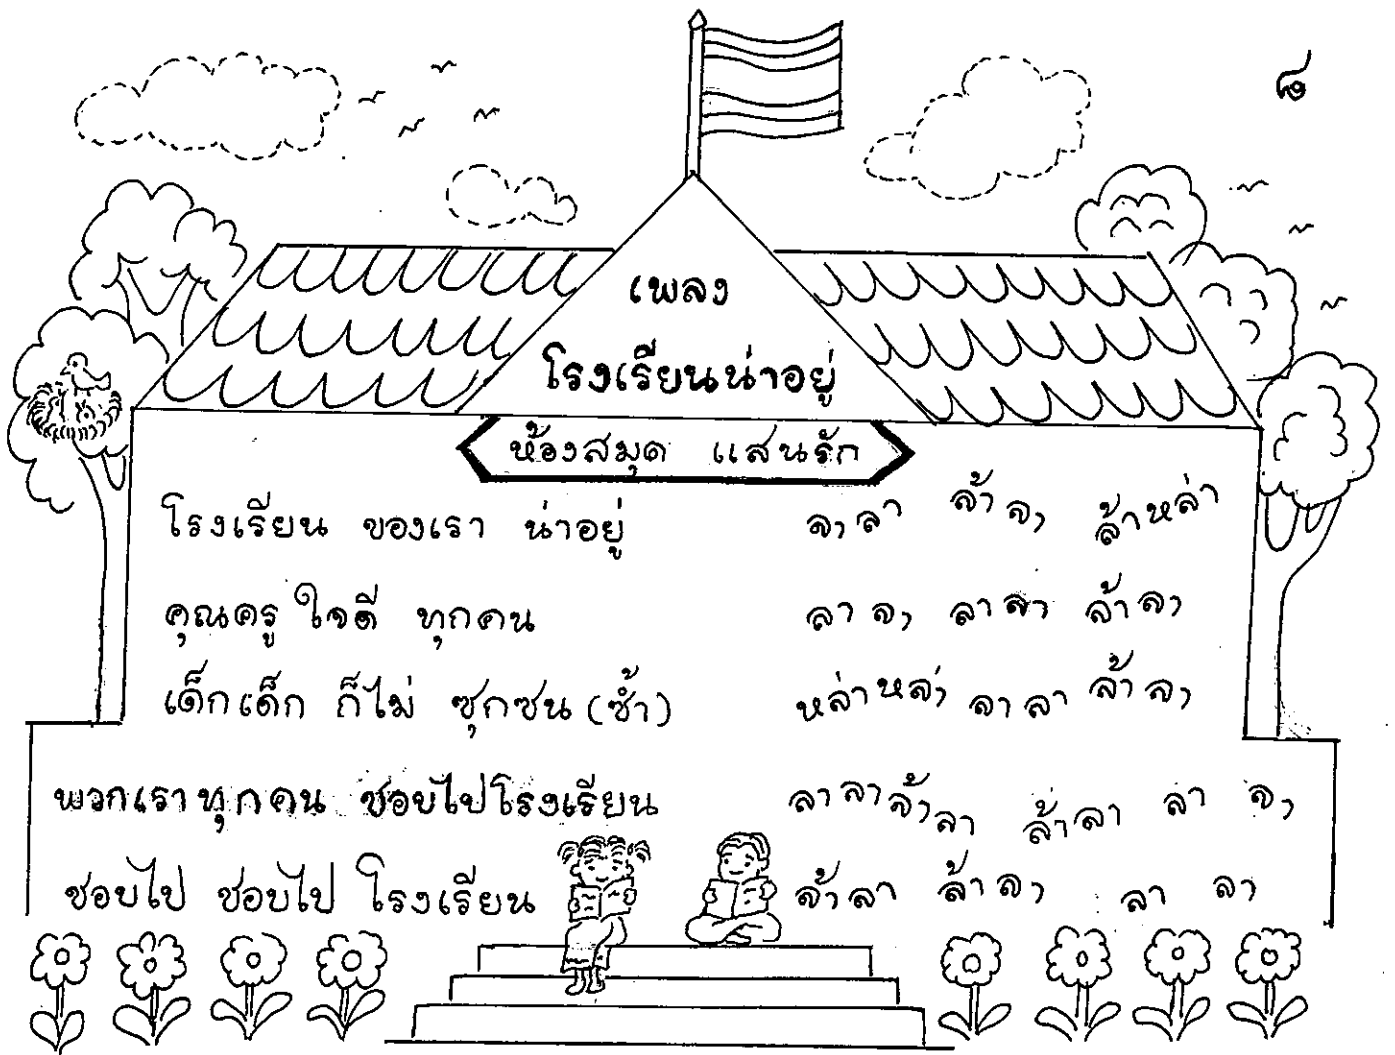 ๘
เพลง
โรงเรียนน่าอยู่
ห้องสมุด แสนรัก
โรงเรียน ของเรา น่าอยู่ ลาลา ล้าลา ล้าหล่า
คุณครู ใจดี ทุกคน ลาลา ลาลา ล้าลา
เด็กเด็ก ก็ไม่ ซุกซน (ซ้ำ) หล่าหล่า ลาลา ล้าลา
พวกเราทุกคน ชอบไปโรงเรียน ลาลาล้าลา ล้าลา ลา ลา
ชอบไป ชอบไป โรงเรียน ล้าลา ล้าลา ลา ลา